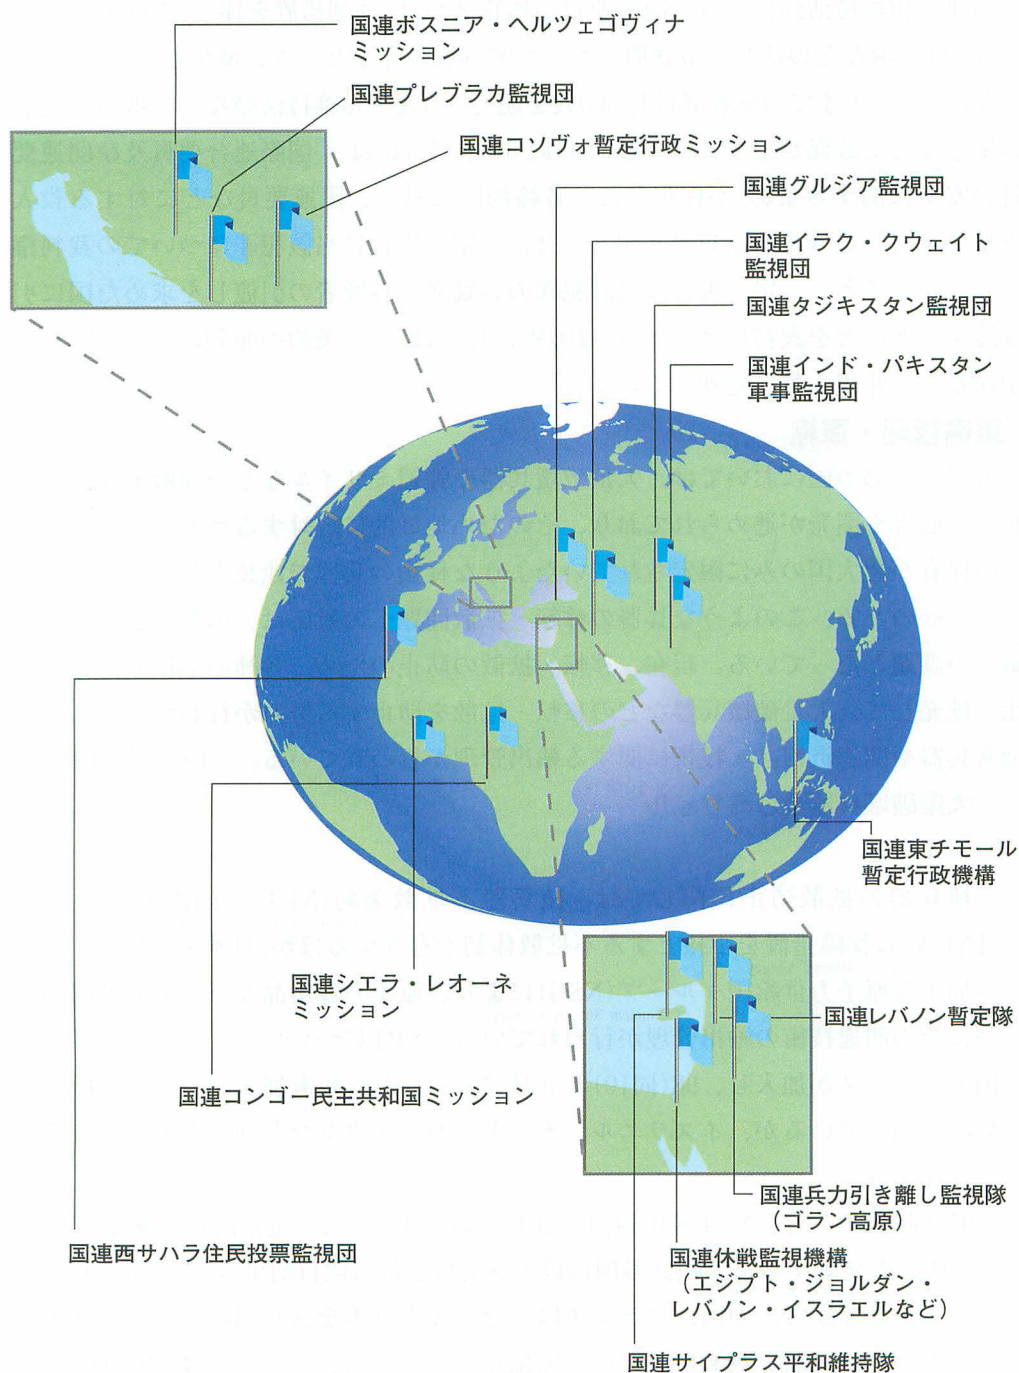 国連ボスニア・ヘルツェゴヴィナ
ミッション
国連プレブラカ監視団
国連コソヴォ暫定行政ミッション
国連グルジア監視団
国連イラク・クウェイト
監視団
国連タジキスタン監視団
国連インド・パキスタン
軍事監視団
国連東チモール
暫定行政機構
国連シエラ・レオーネ
ミッション
国連レバノン暫定隊
国連コンゴー民主共和国ミッション
国連兵力引き離し監視隊
（ゴラン高原）
国連西サハラ住民投票監視団
国連休戦監視機構
（エジプト・ジョルダン・
レバノン・イスラエルなど）
国連サイプラス平和維持隊